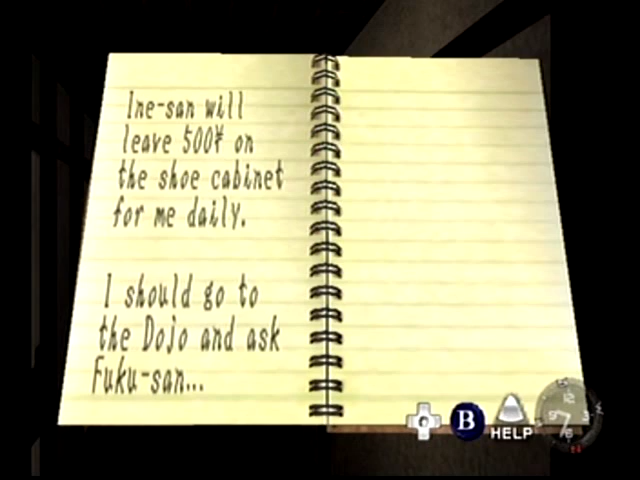 Ine-san will
leave 500¥ on
the shoe cabinet
for me daily.
I should go to
the Dojo and ask
Fuku-san...
B
HELP